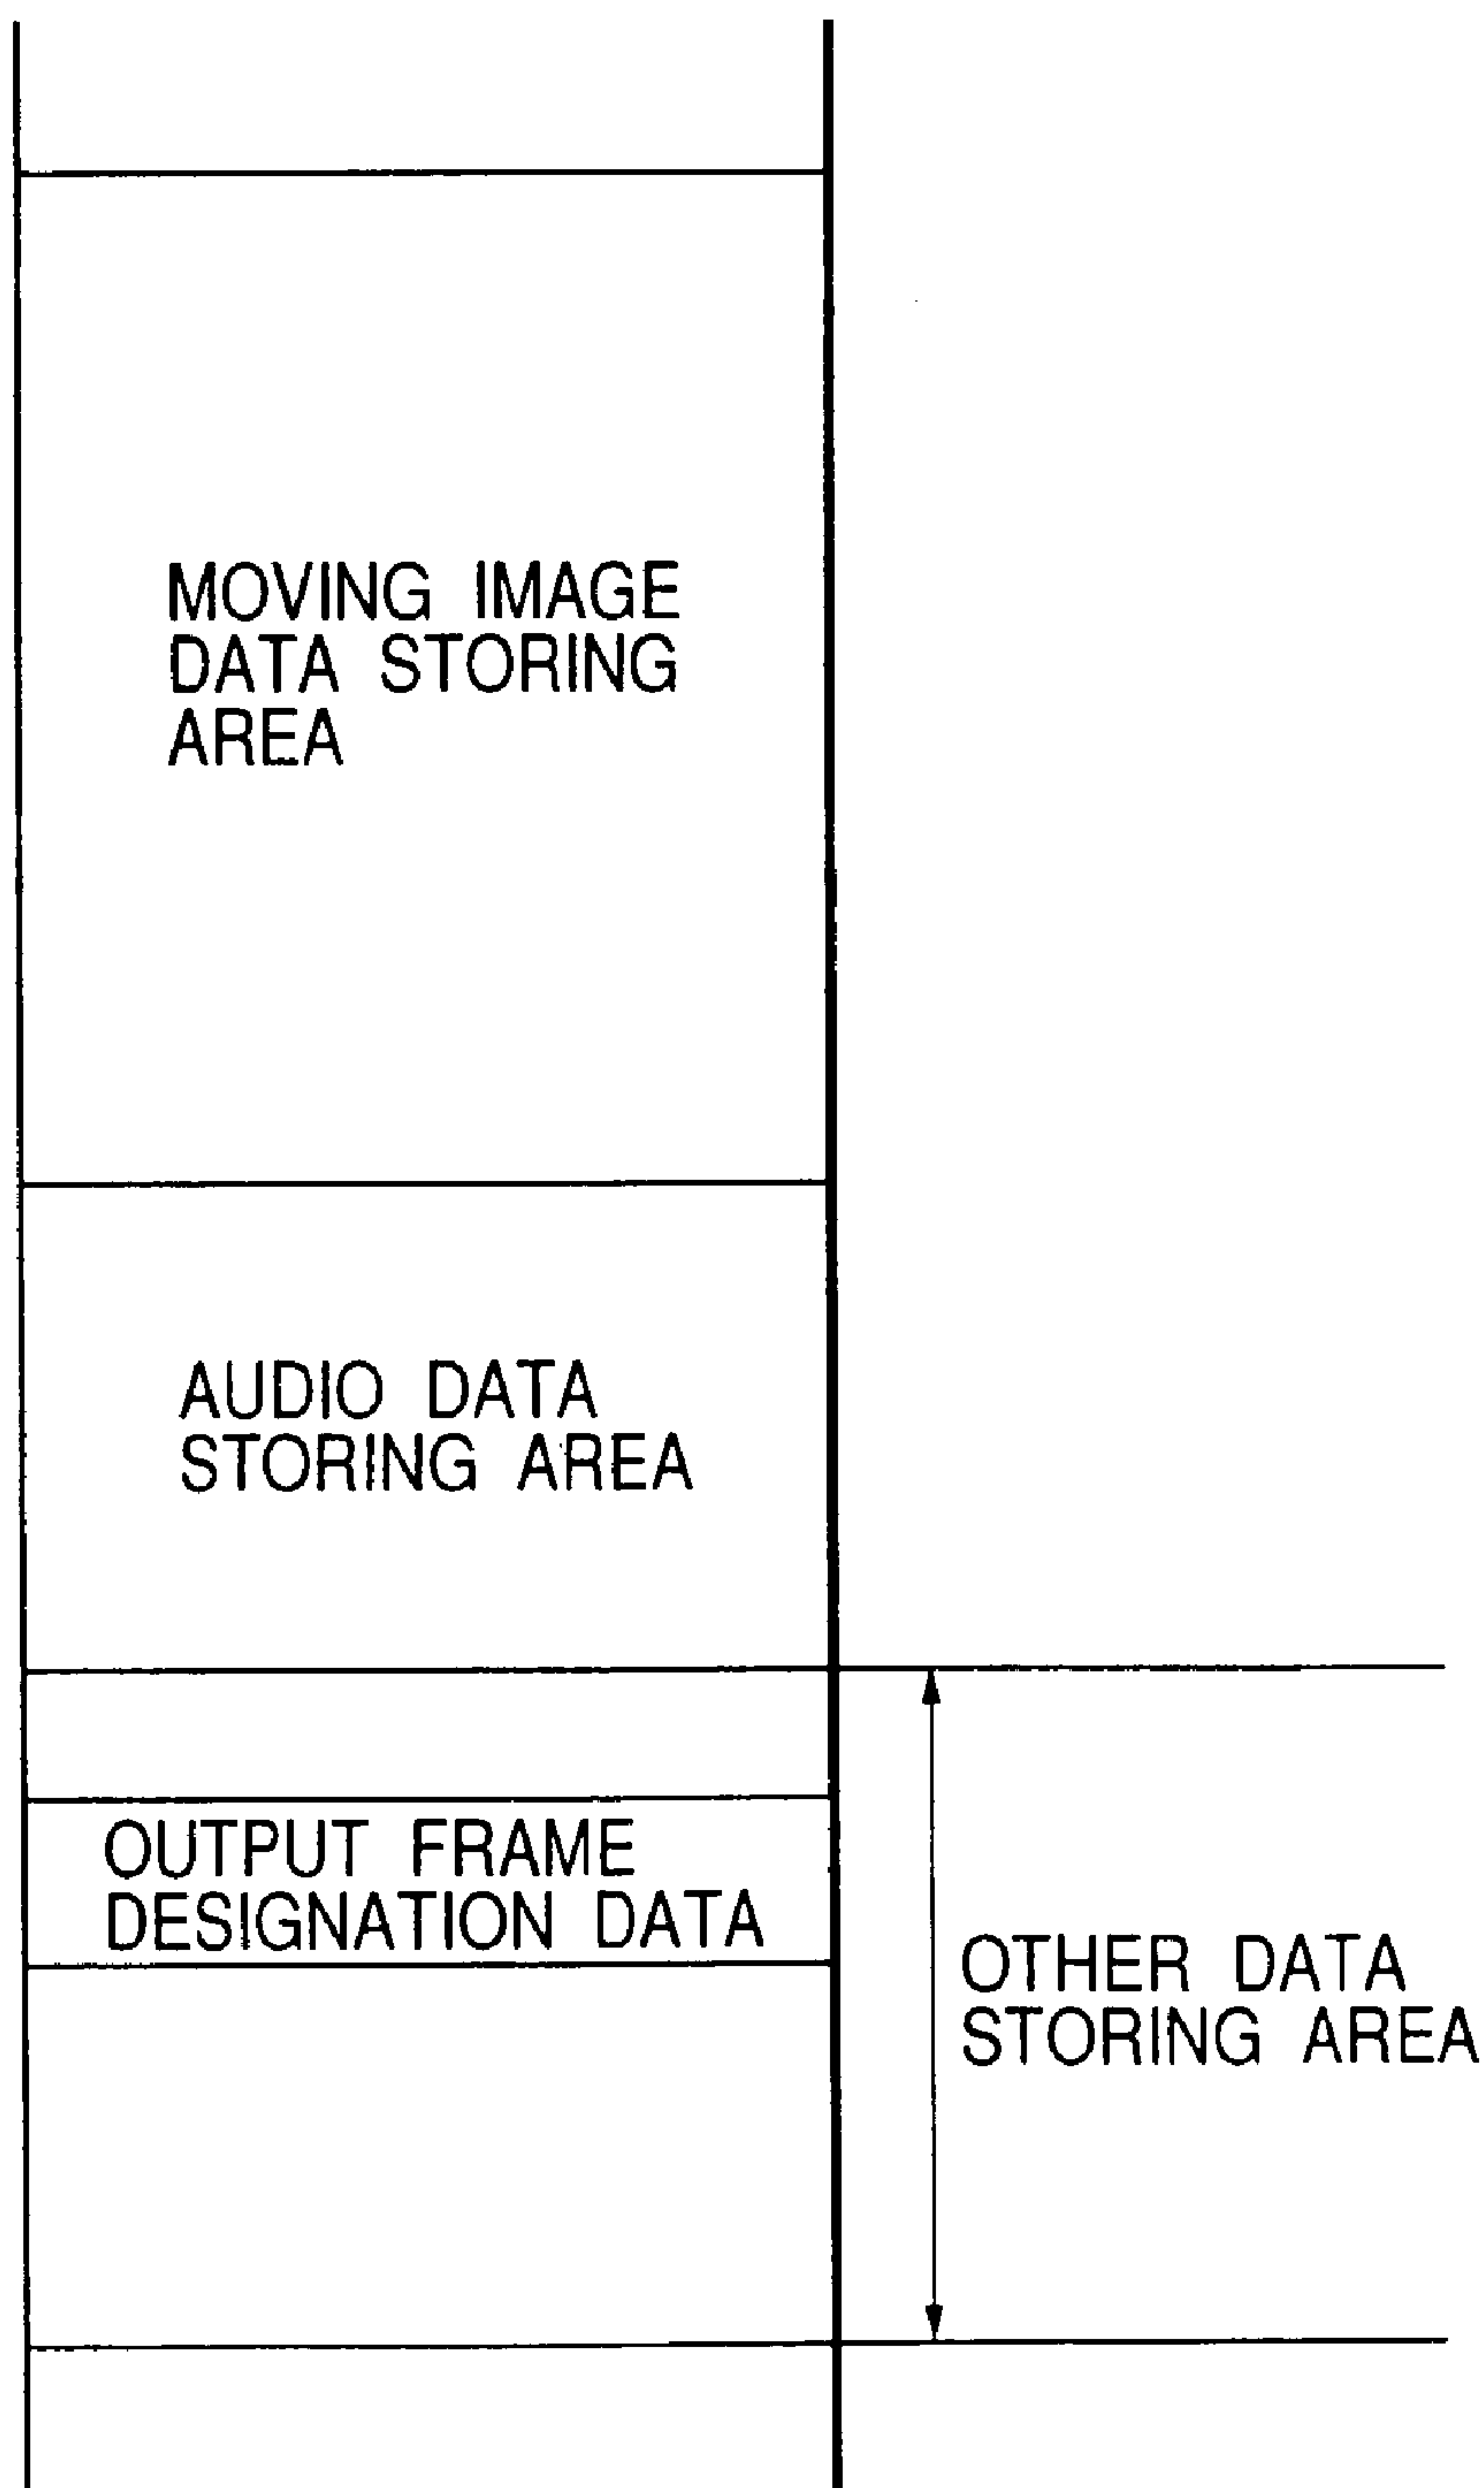 MOVING IMAGE
DATA STORING
AREA
AUDIO DATA
STORING AREA
OUTPUT FRAME
DESIGNATION DATA
OTHER DATA
STORING AREA